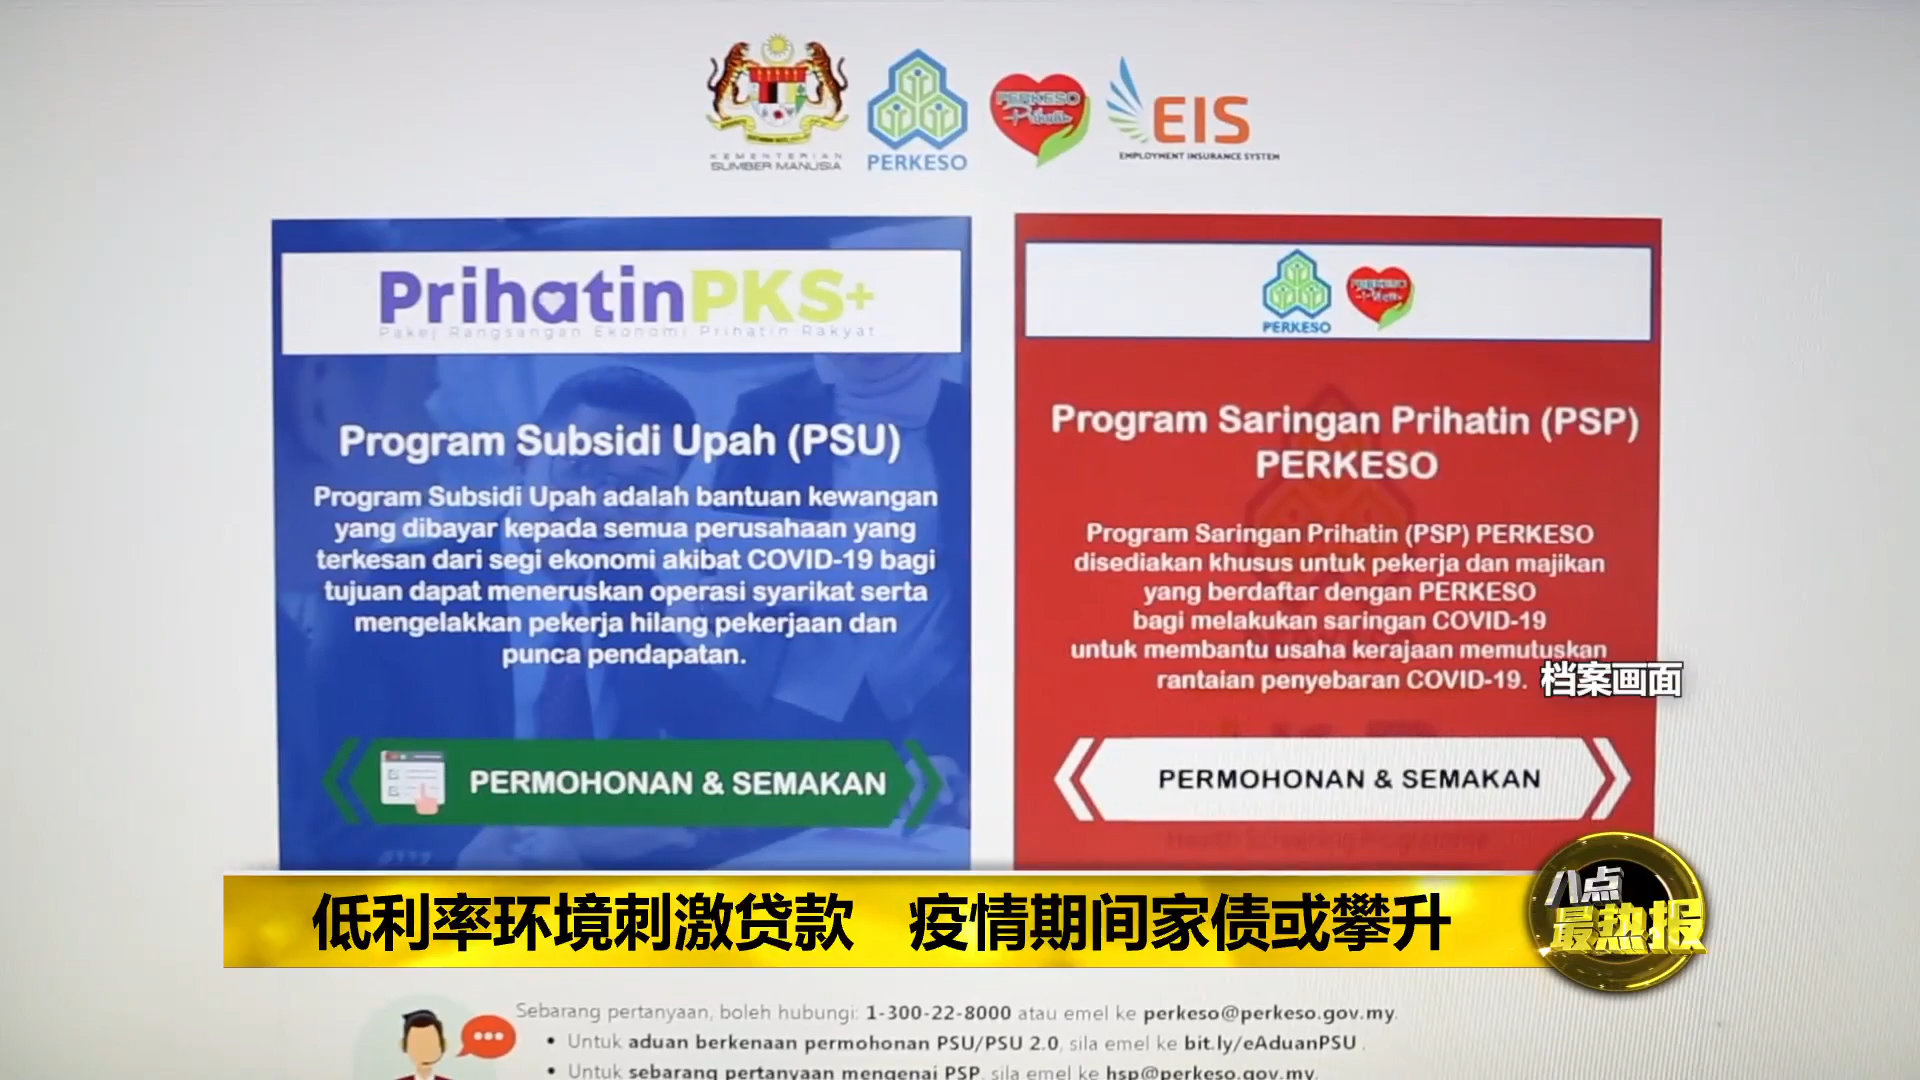 KEMENTERIAN
SUMBER MANUSIA
PERKESO
PERKESO
Prihatin
EIS
EMPLOYMENT INSURANCE SYSTEM
PrihatinPKS+
Pakej Rangsangan Ekonomi Prihatin Rakyat
Program Subsidi Upah (PSU)
Program Subsidi Upah adalah bantuan kewangan
yang dibayar kepada semua perusahaan yang
terkesan dari segi ekonomi akibat COVID-19 bagi
tujuan dapat meneruskan operasi syarikat serta
mengelakkan pekerja hilang pekerjaan dan
punca pendapatan.
PERMOHONAN & SEMAKAN
PERKESO
Program Saringan Prihatin (PSP)
PERKESO
Program Saringan Prihatin (PSP) PERKESO
disediakan khusus untuk pekerja dan majikan
yang berdaftar dengan PERKESO
bagi melakukan saringan COVID-19
untuk membantu usaha kerajaan memutuskan
rantaian penyebaran COVID-19.
档案画面
PERMOHONAN & SEMAKAN
Health Screening Programme
低利率环境刺激贷款 疫情期间家债或攀升
八点
最热报
Sebarang pertanyaan, boleh hubungi: 1-300-22-8000 atau emel ke perkeso@perkeso.gov.my.
• Untuk aduan berkenaan permohonan PSU/PSU 2.0, sila emel ke bit.ly/eAduanPSU .
• Untuk sebarang pertanyaan mengenai PSP, sila emel ke hsp@perkeso.gov.my.